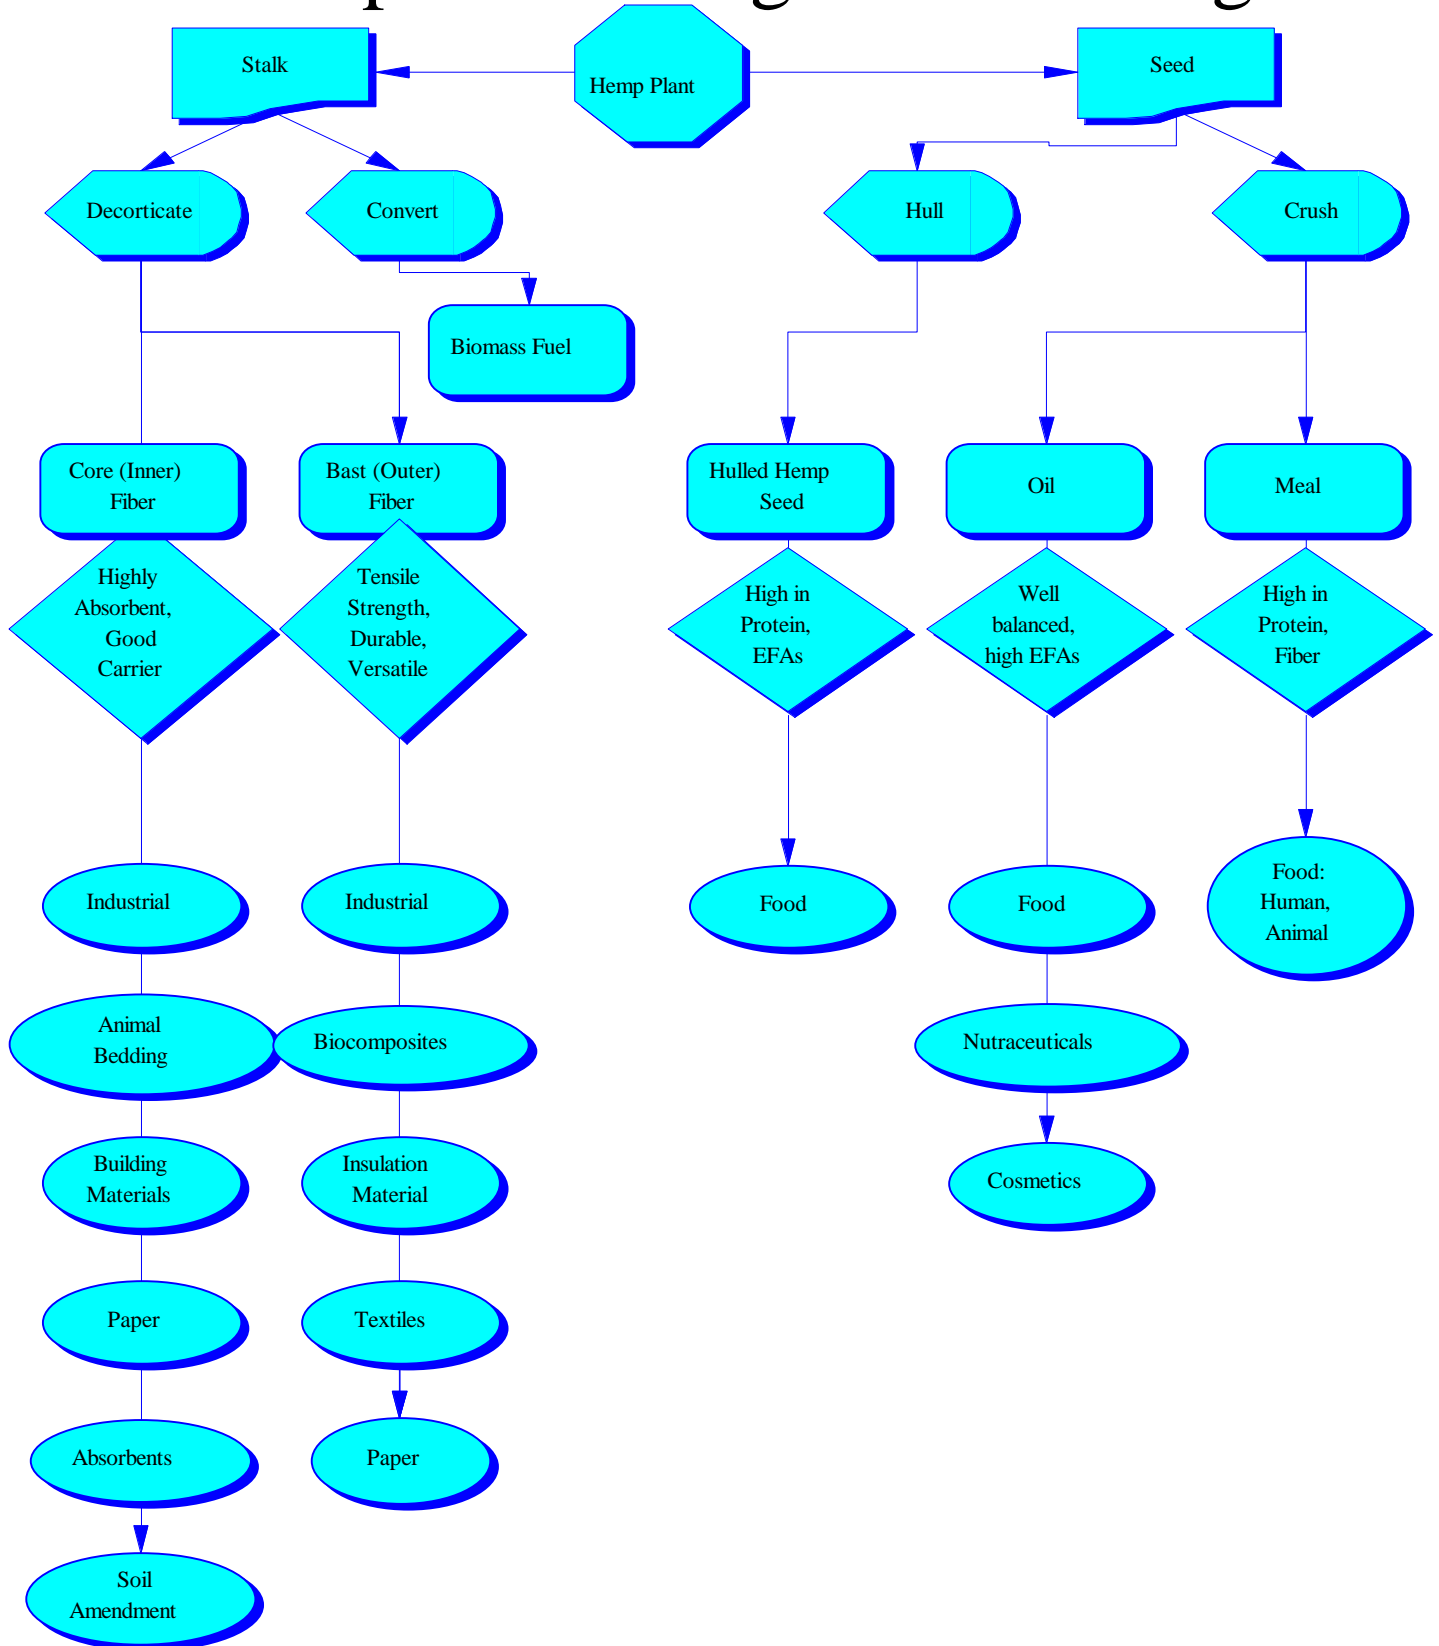 Stalk
Hemp Plant
Seed
Decorticate
Convert
Hull
Crush
Biomass Fuel
Core (Inner)
Fiber
Bast (Outer)
Fiber
Hulled Hemp
Seed
Oil
Meal
Highly
Absorbent,
Good
Carrier
Tensile
Strength,
Durable,
Versatile
High in
Protein,
EFAs
Well
balanced,
high EFAs
High in
Protein,
Fiber
Industrial
Industrial
Food
Food
Food:
Human,
Animal
Animal
Bedding
Biocomposites
Nutraceuticals
Building
Materials
Insulation
Material
Cosmetics
Paper
Textiles
Absorbents
Paper
Soil
Amendment